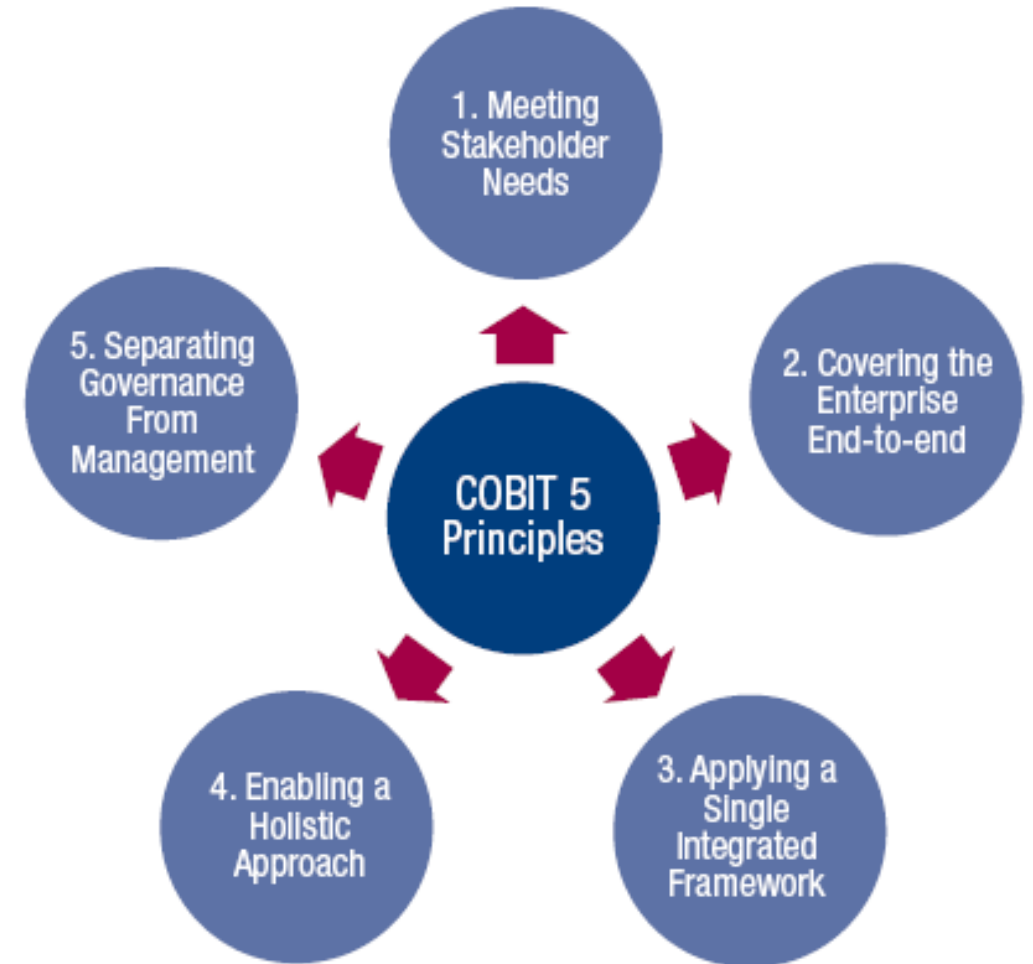 1. Meeting
Stakeholder
Needs
5. Separating
Governance
From
Management
2. Covering the
Enterprise
End-to-end
COBIT 5
Principles
4. Enabling a
Holistic
Approach
3. Applying a
Single
Integrated
Framework